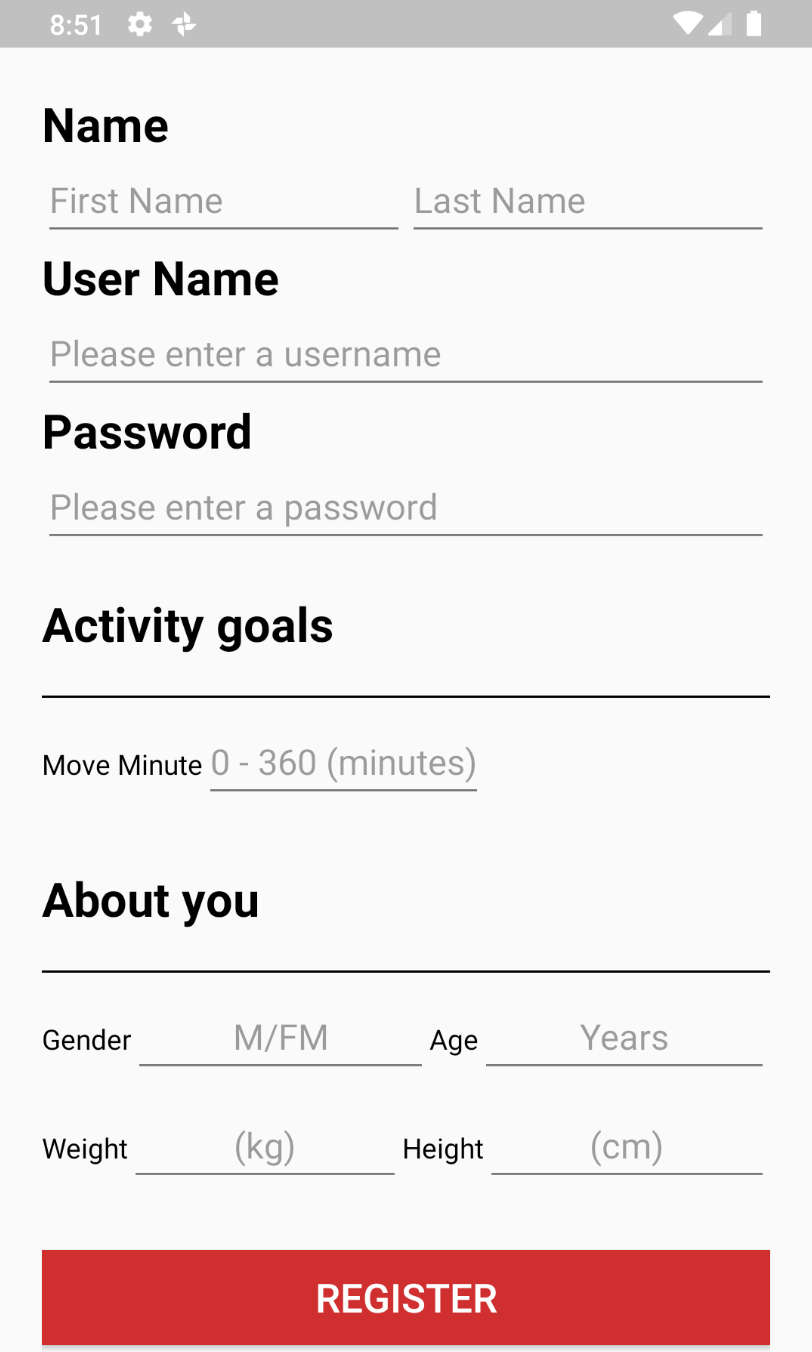 8:51
Name
First Name Last Name
User Name
Please enter a username
Password
Please enter a password
Activity goals
Move Minute 0 - 360 (minutes)
About you
Gender M/FM Age Years
Weight (kg) Height (cm)
REGISTER